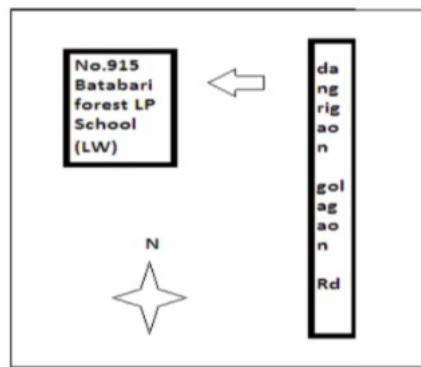 No.915
Batabari
forest LP
School
(LW)
da
ng
rig
ao
n
gol
ag
ao
n
Rd
N